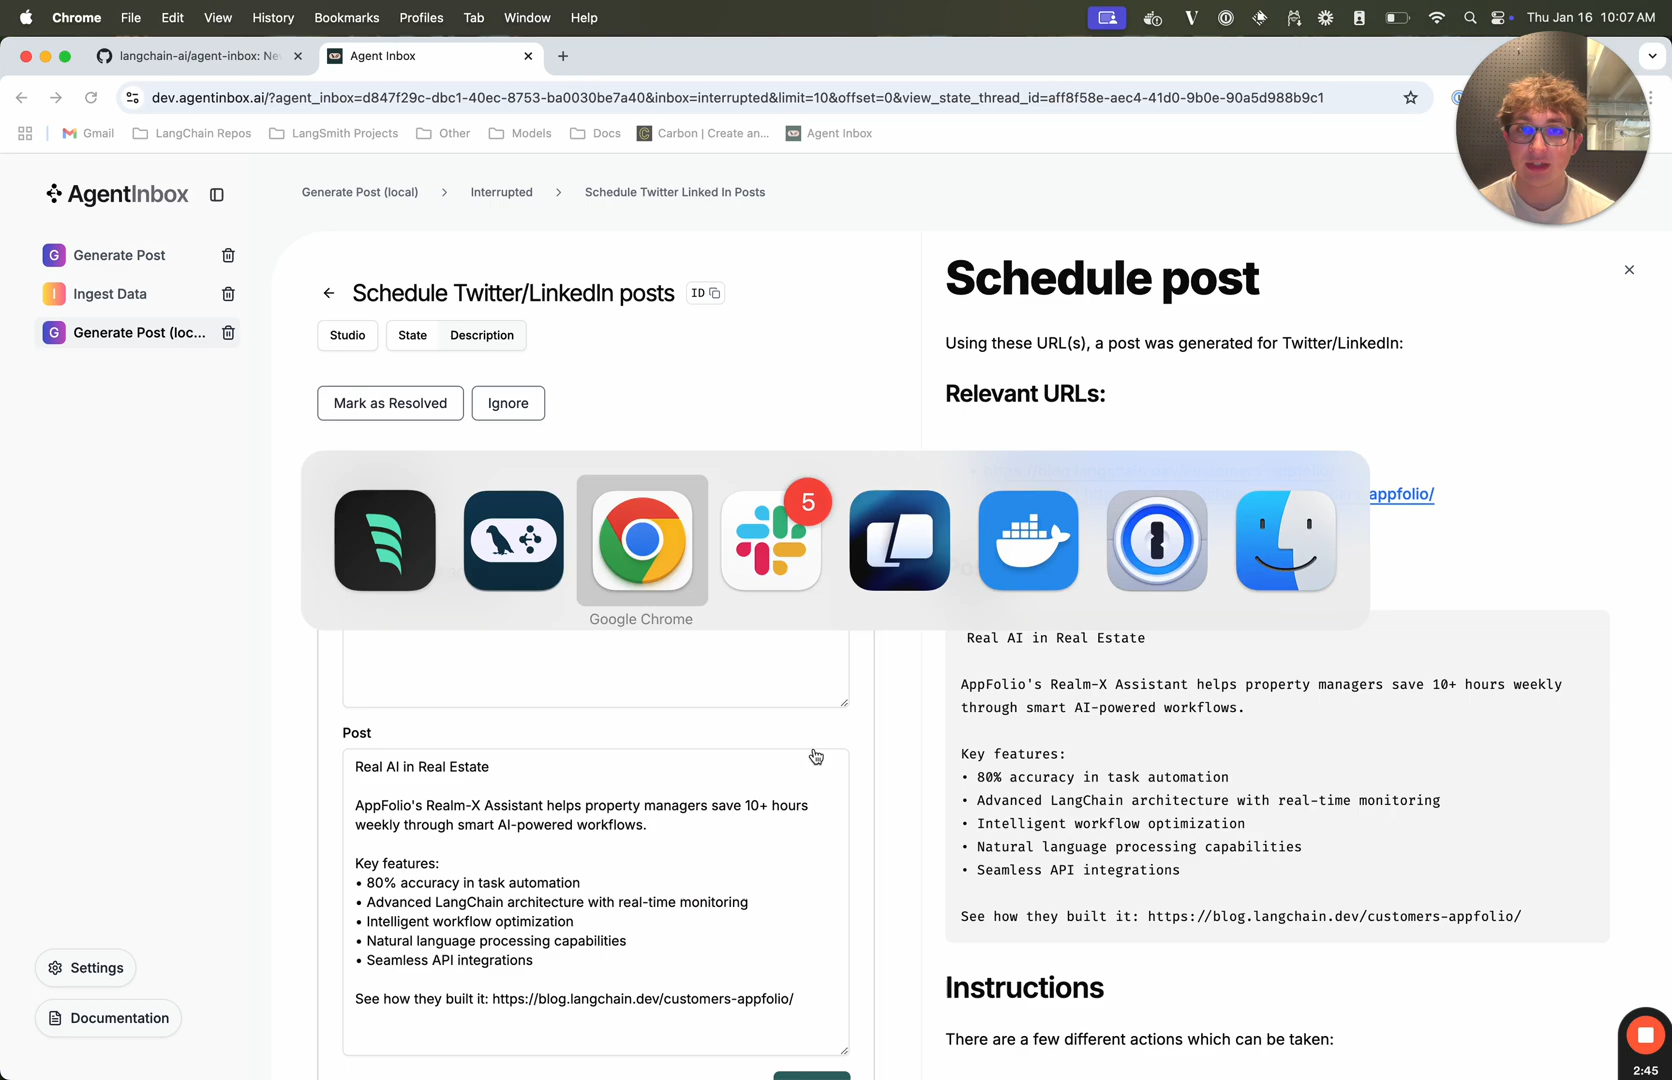 Chrome File Edit View History Bookmarks Profiles Tab Window Help Thu Jan 16 10:07 AM
langchain-ai/agent-inbox: Ne
Agent Inbox
dev.agentinbox.ai/?agent_inbox=d847f29c-dbc1-40ec-8753-ba0030be7a40&inbox=interrupted&limit=10&offset=0&view_state_thread_id=aff8f58e-aec4-41d0-9b0e-90a5d988b9c1
Gmail LangChain Repos LangSmith Projects Other Models Docs Carbon | Create an... Agent Inbox
AgentInbox
G Generate Post
I Ingest Data
G Generate Post (loc...
Settings
Documentation
Generate Post (local) > Interrupted > Schedule Twitter Linked In Posts
Schedule Twitter/LinkedIn posts ID
Studio State Description
Mark as Resolved Ignore
5
Google Chrome
Post
Real AI in Real Estate
AppFolio's Realm-X Assistant helps property managers save 10+ hours
weekly through smart AI-powered workflows.
Key features:
• 80% accuracy in task automation
• Advanced LangChain architecture with real-time monitoring
• Intelligent workflow optimization
• Natural language processing capabilities
• Seamless API integrations
See how they built it: https://blog.langchain.dev/customers-appfolio/
Schedule post
Using these URL(s), a post was generated for Twitter/LinkedIn:
Relevant URLs:
appfolio/
Real AI in Real Estate
AppFolio's Realm-X Assistant helps property managers save 10+ hours weekly
through smart AI-powered workflows.
Key features:
• 80% accuracy in task automation
• Advanced LangChain architecture with real-time monitoring
• Intelligent workflow optimization
• Natural language processing capabilities
• Seamless API integrations
See how they built it: https://blog.langchain.dev/customers-appfolio/
Instructions
There are a few different actions which can be taken:
2:45